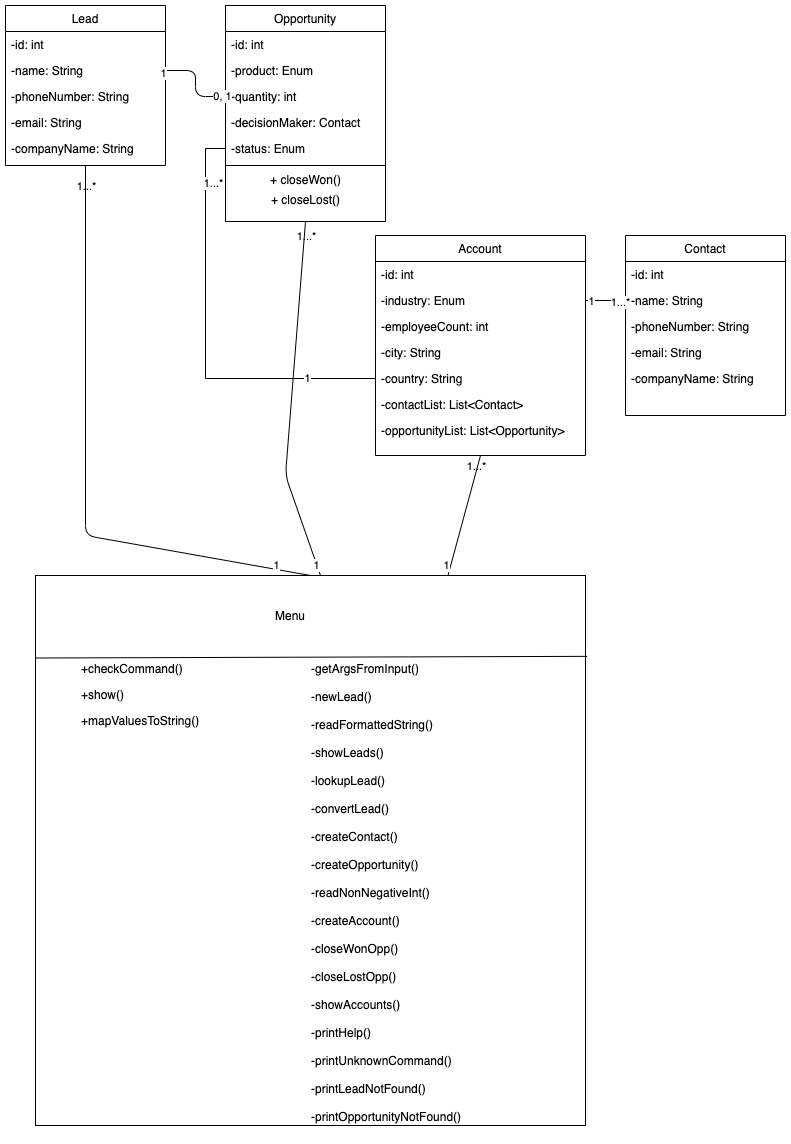 Lead
-id: int
-name: String
-phoneNumber: String
-email: String
-companyName: String
1
0, 1
1...*
Opportunity
-id: int
-product: Enum
-quantity: int
-decisionMaker: Contact
-status: Enum
+ closeWon()
+ closeLost()
1...*
1...*
1
Account
-id: int
-industry: Enum
-employeeCount: int
-city: String
-country: String
-contactList: List<Contact>
-opportunityList: List<Opportunity>
1
1...*
1...*
Contact
-id: int
-name: String
-phoneNumber: String
-email: String
-companyName: String
1
1
1
Menu
+checkCommand()
+show()
+mapValuesToString()
-getArgsFromInput()
-newLead()
-readFormattedString()
-showLeads()
-lookupLead()
-convertLead()
-createContact()
-createOpportunity()
-readNonNegativeInt()
-createAccount()
-closeWonOpp()
-closeLostOpp()
-showAccounts()
-printHelp()
-printUnknownCommand()
-printLeadNotFound()
-printOpportunityNotFound()